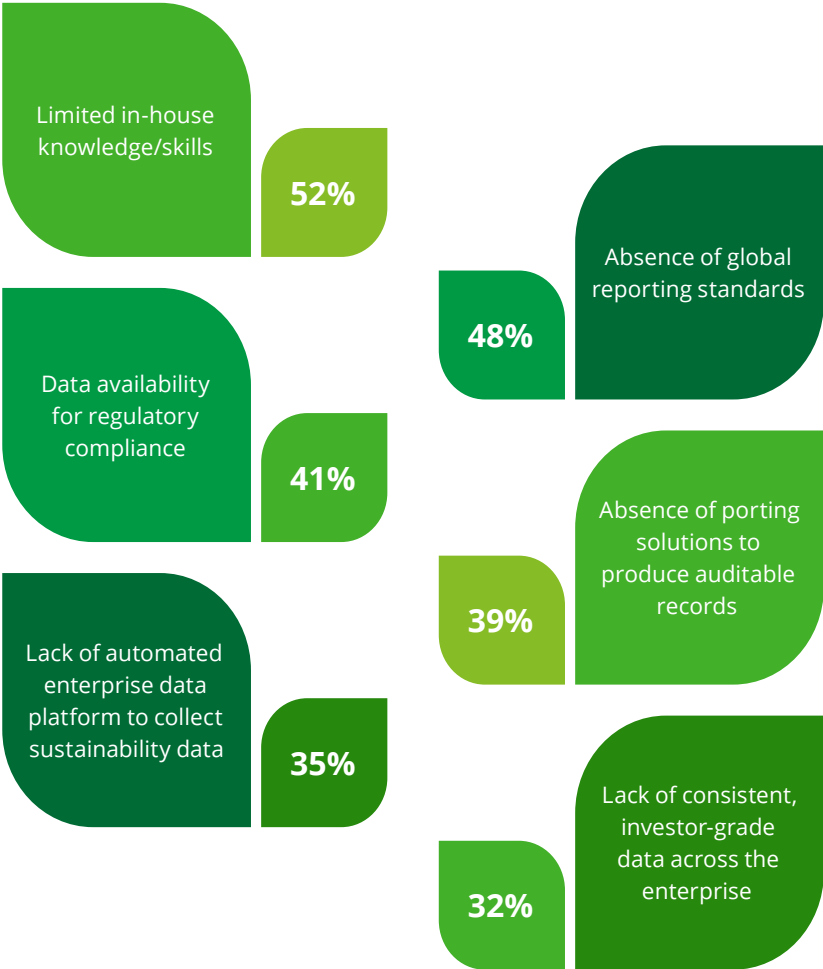 Limited in-house
knowledge/skills
52%
Absence of global
reporting standards
48%
Data availability
for regulatory
compliance
41%
Absence of porting
solutions to
produce auditable
records
39%
Lack of automated
enterprise data
platform to collect
sustainability data
35%
Lack of consistent,
investor-grade
data across the
enterprise
32%